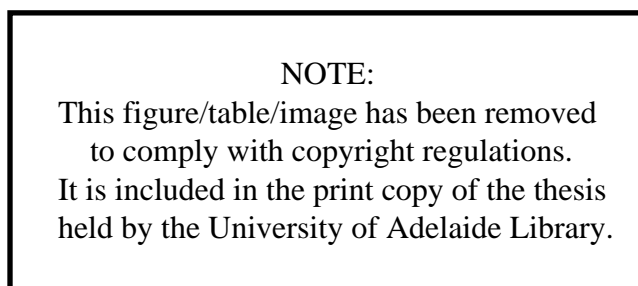 NOTE:
This figure/table/image has been removed
to comply with copyright regulations.
It is included in the print copy of the thesis
held by the University of Adelaide Library.